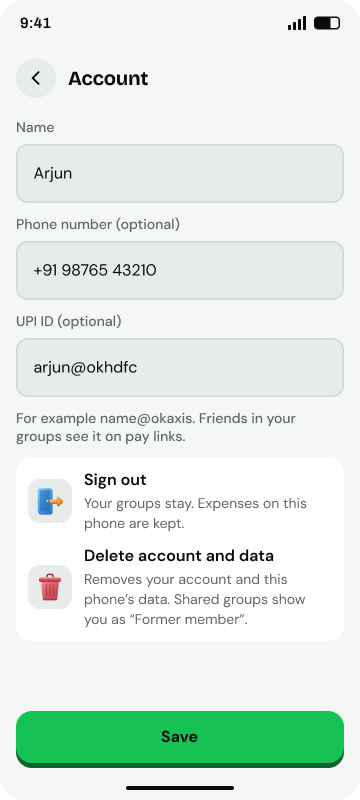 9:41
Account
Name
Arjun
Phone number (optional)
+91 98765 43210
UPI ID (optional)
arjun@okhdfc
For example name@okaxis. Friends in your
groups see it on pay links.
Sign out
Your groups stay. Expenses on this
phone are kept.
Delete account and data
Removes your account and this
phone’s data. Shared groups show
you as “Former member”.
Save